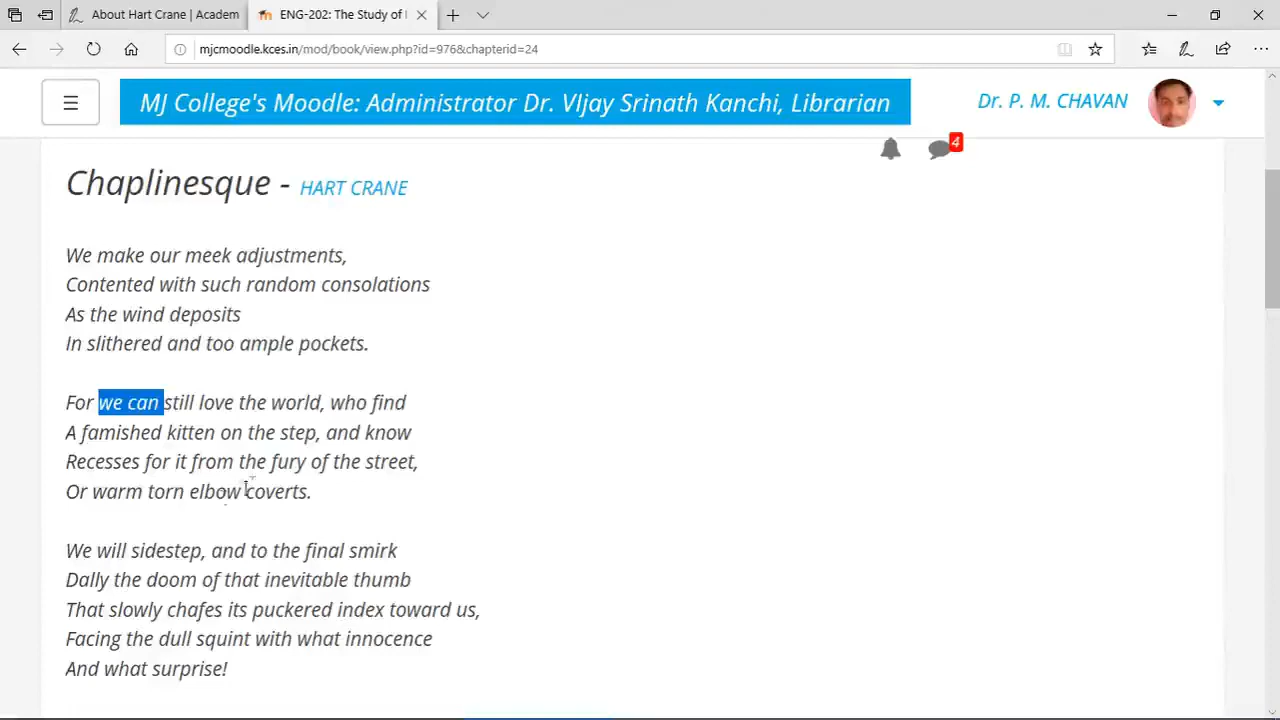 About Hart Crane | Academ
ENG-202: The Study of
mjcmoodle.kces.in/mod/book/view.php?id=976&chapterid=24
MJ College's Moodle: Administrator Dr. VIjay Srinath Kanchi, Librarian
Dr. P. M. CHAVAN
4
Chaplinesque - HART CRANE
We make our meek adjustments,
Contented with such random consolations
As the wind deposits
In slithered and too ample pockets.
For we can still love the world, who find
A famished kitten on the step, and know
Recesses for it from the fury of the street,
Or warm torn elbow coverts.
We will sidestep, and to the final smirk
Dally the doom of that inevitable thumb
That slowly chafes its puckered index toward us,
Facing the dull squint with what innocence
And what surprise!